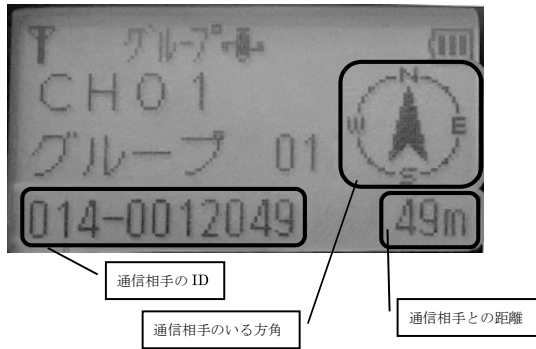 グループ
CH01
N
W E
S
グループ 01
014-0012049 49m
通信相手の ID
通信相手のいる方角
通信相手との距離